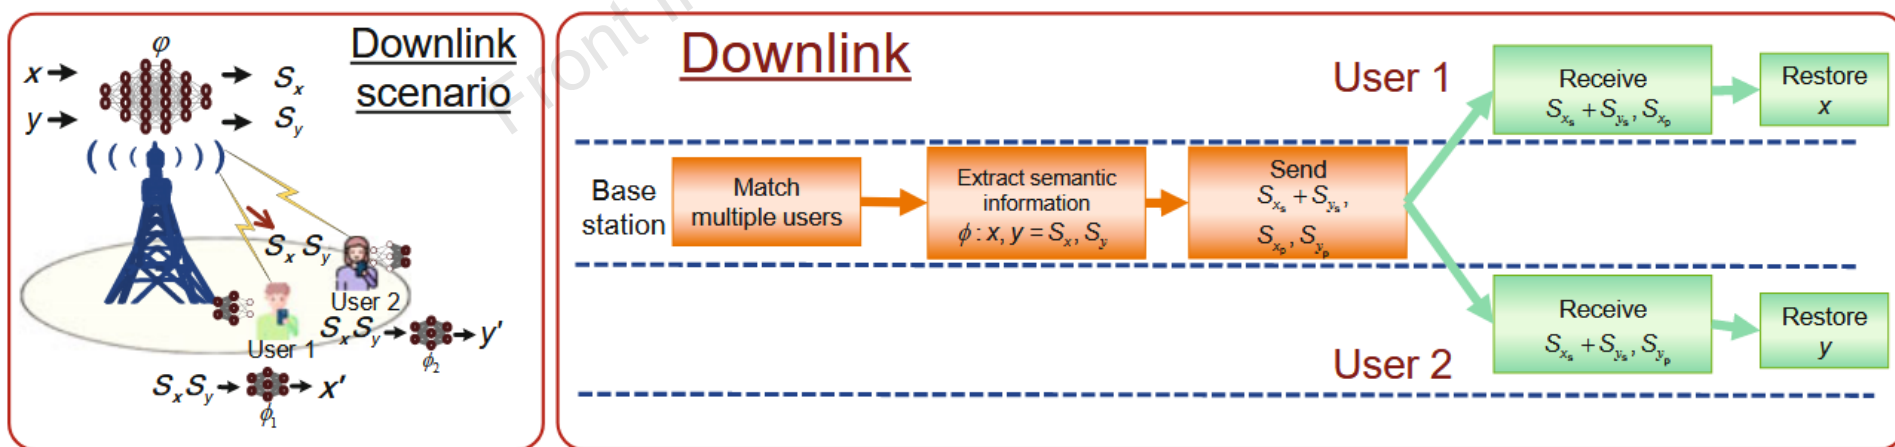 Downlink
scenario
φ
x
S_x
y
S_y
S_x S_y
User 2
User 1
S_x S_y
ϕ_2
y'
S_x S_y
ϕ_1
x'
Front
Downlink
Base
station
Match
multiple users
Extract semantic
information
ϕ : x, y = S_x, S_y
Send
S_{x_s} + S_{y_s},
S_{x_p}, S_{y_p}
User 1
Receive
S_{x_s} + S_{y_s}, S_{x_p}
Restore
x
User 2
Receive
S_{x_s} + S_{y_s}, S_{y_p}
Restore
y